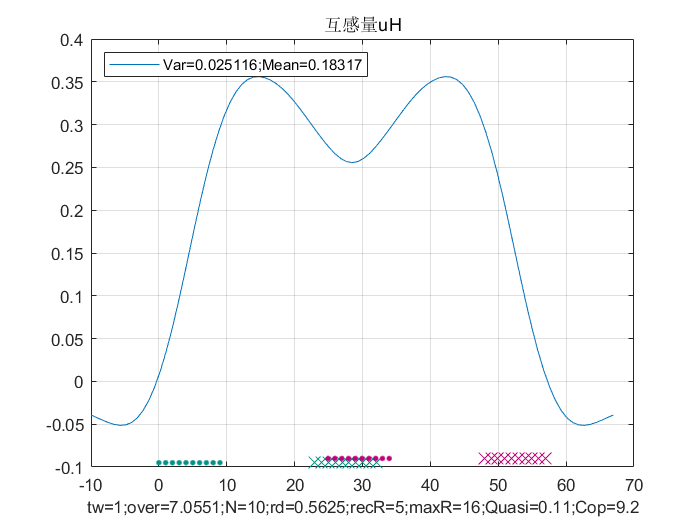 互感量uH
0.4
Var=0.025116;Mean=0.18317
0.35
0.3
0.25
0.2
0.15
0.1
0.05
0
-0.05
-0.1
-10 0 10 20 30 40 50 60 70
tw=1;over=7.0551;N=10;rd=0.5625;recR=5;maxR=16;Quasi=0.11;Cop=9.2